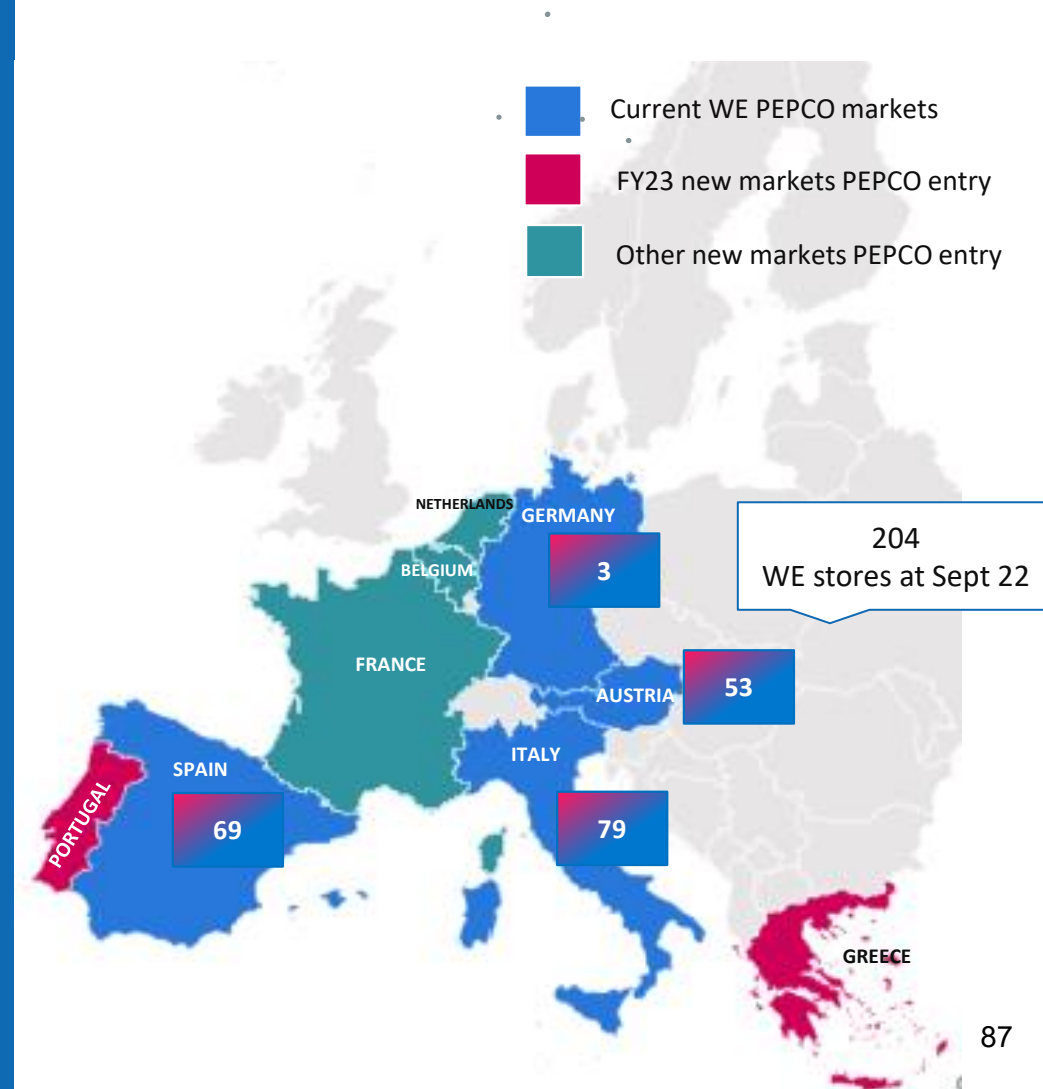 Current WE PEPCO markets
FY23 new markets PEPCO entry
Other new markets PEPCO entry
NETHERLANDS
GERMANY
204
WE stores at Sept 22
BELGIUM
3
FRANCE
AUSTRIA
53
ITALY
SPAIN
PORTUGAL
69
79
GREECE
87